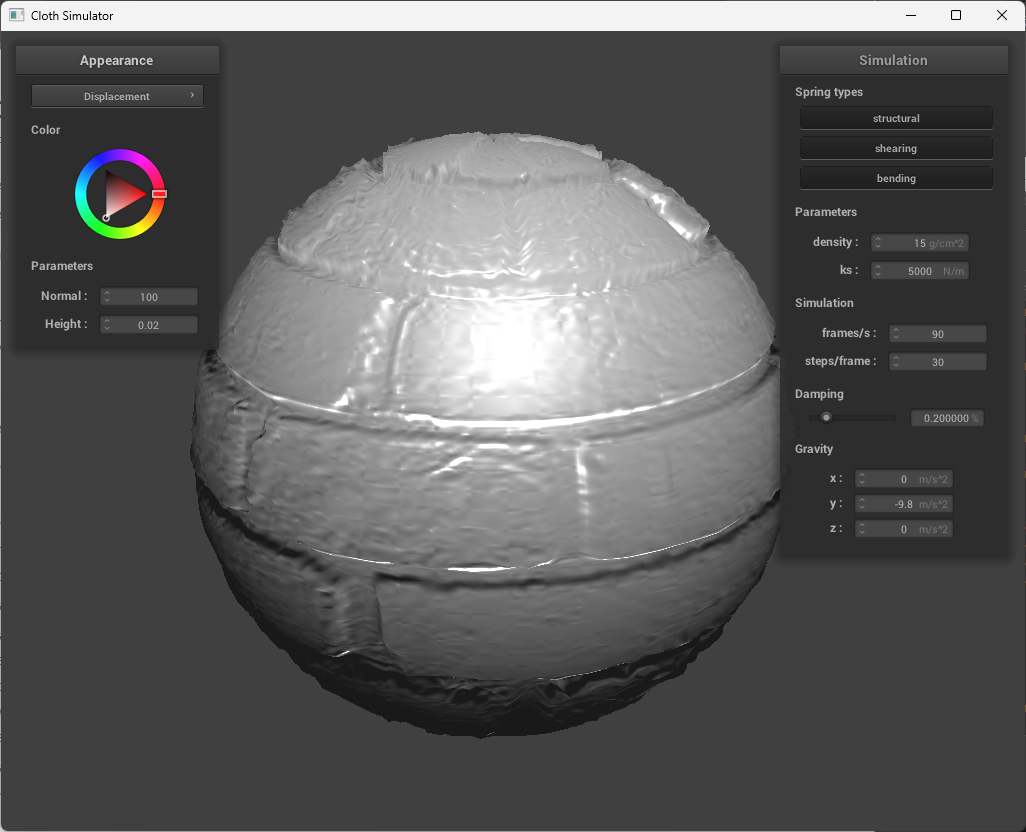 Cloth Simulator
Appearance
Displacement
Color
Parameters
Normal : 100
Height : 0.02
Simulation
Spring types
structural
shearing
bending
Parameters
density : 15 g/cm^2
ks : 5000 N/m
Simulation
frames/s : 90
steps/frame : 30
Damping
0.200000 %
Gravity
x : 0 m/s^2
y : -9.8 m/s^2
z : 0 m/s^2